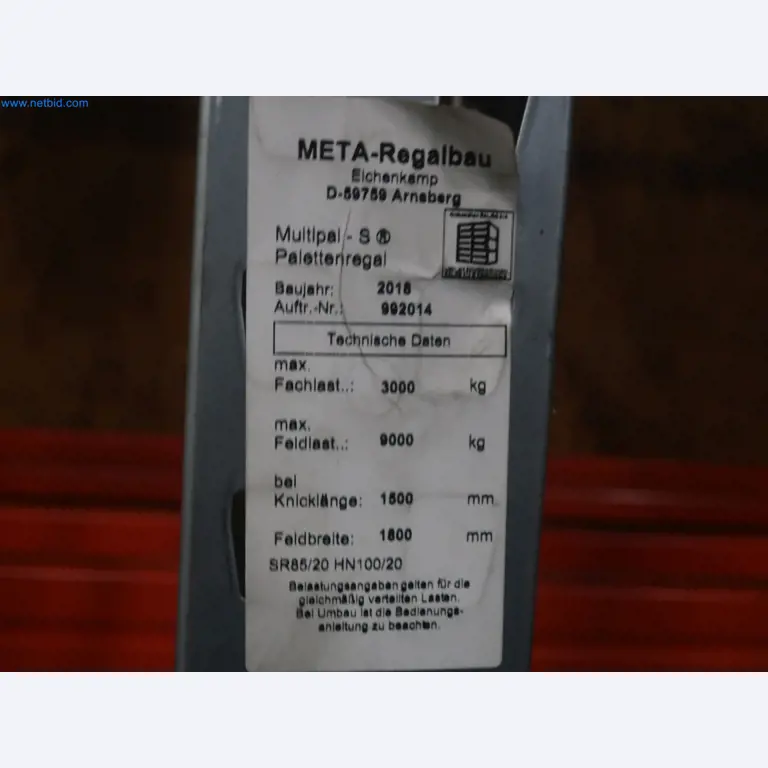 www.netbid.com
META-Regalbau
Eichenkamp
D-59759 Arnsberg
Multipal - S ®
Palettenregal
Baujahr: 2018
Auftr.-Nr.: 992014
Technische Daten
max.
Fachlast..: 3000 kg
max.
Feldlast..: 9000 kg
bei
Knicklänge: 1500 mm
Feldbreite: 1800 mm
SR85/20 HN100/20
Belastungsangaben gelten für die
gleichmäßig verteilten Lasten.
Bei Umbau ist die Bedienungs-
anleitung zu beachten.